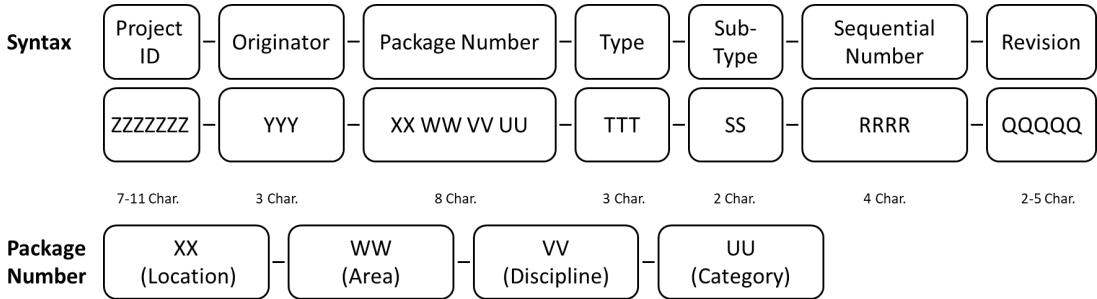 Syntax
Project
ID
–
Originator
–
Package Number
–
Type
–
Sub-
Type
–
Sequential
Number
–
Revision
ZZZZZZZ
–
YYY
–
XX WW VV UU
–
TTT
–
SS
–
RRRR
–
QQQQQ
7-11 Char.
3 Char.
8 Char.
3 Char.
2 Char.
4 Char.
2-5 Char.
Package
Number
XX
(Location)
–
WW
(Area)
–
VV
(Discipline)
–
UU
(Category)